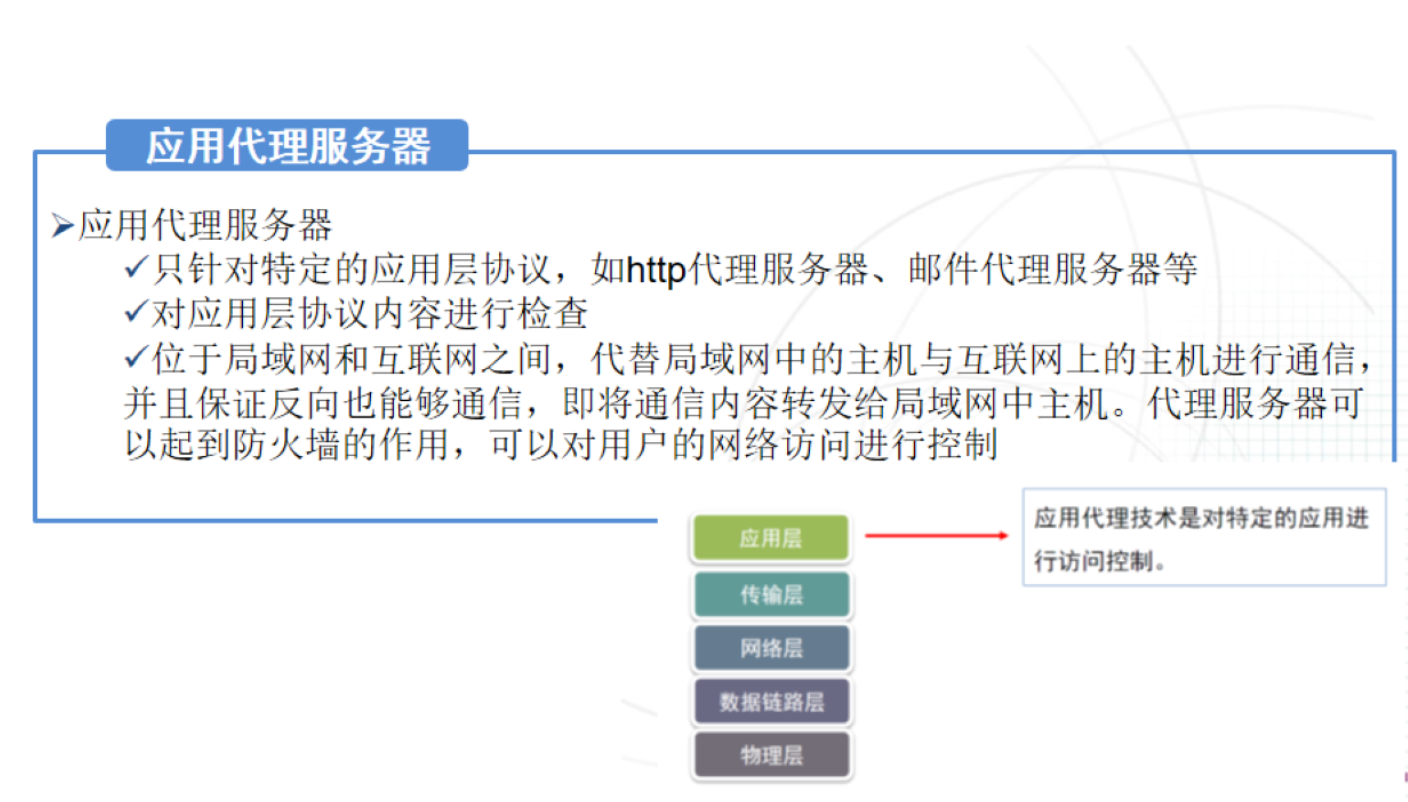 应用代理服务器
➢应用代理服务器
✓只针对特定的应用层协议，如http代理服务器、邮件代理服务器等
✓对应用层协议内容进行检查
✓位于局域网和互联网之间，代替局域网中的主机与互联网上的主机进行通信，
并且保证反向也能够通信，即将通信内容转发给局域网中主机。代理服务器可
以起到防火墙的作用，可以对用户的网络访问进行控制
应用层
应用代理技术是对特定的应用进
行访问控制。
传输层
网络层
数据链路层
物理层